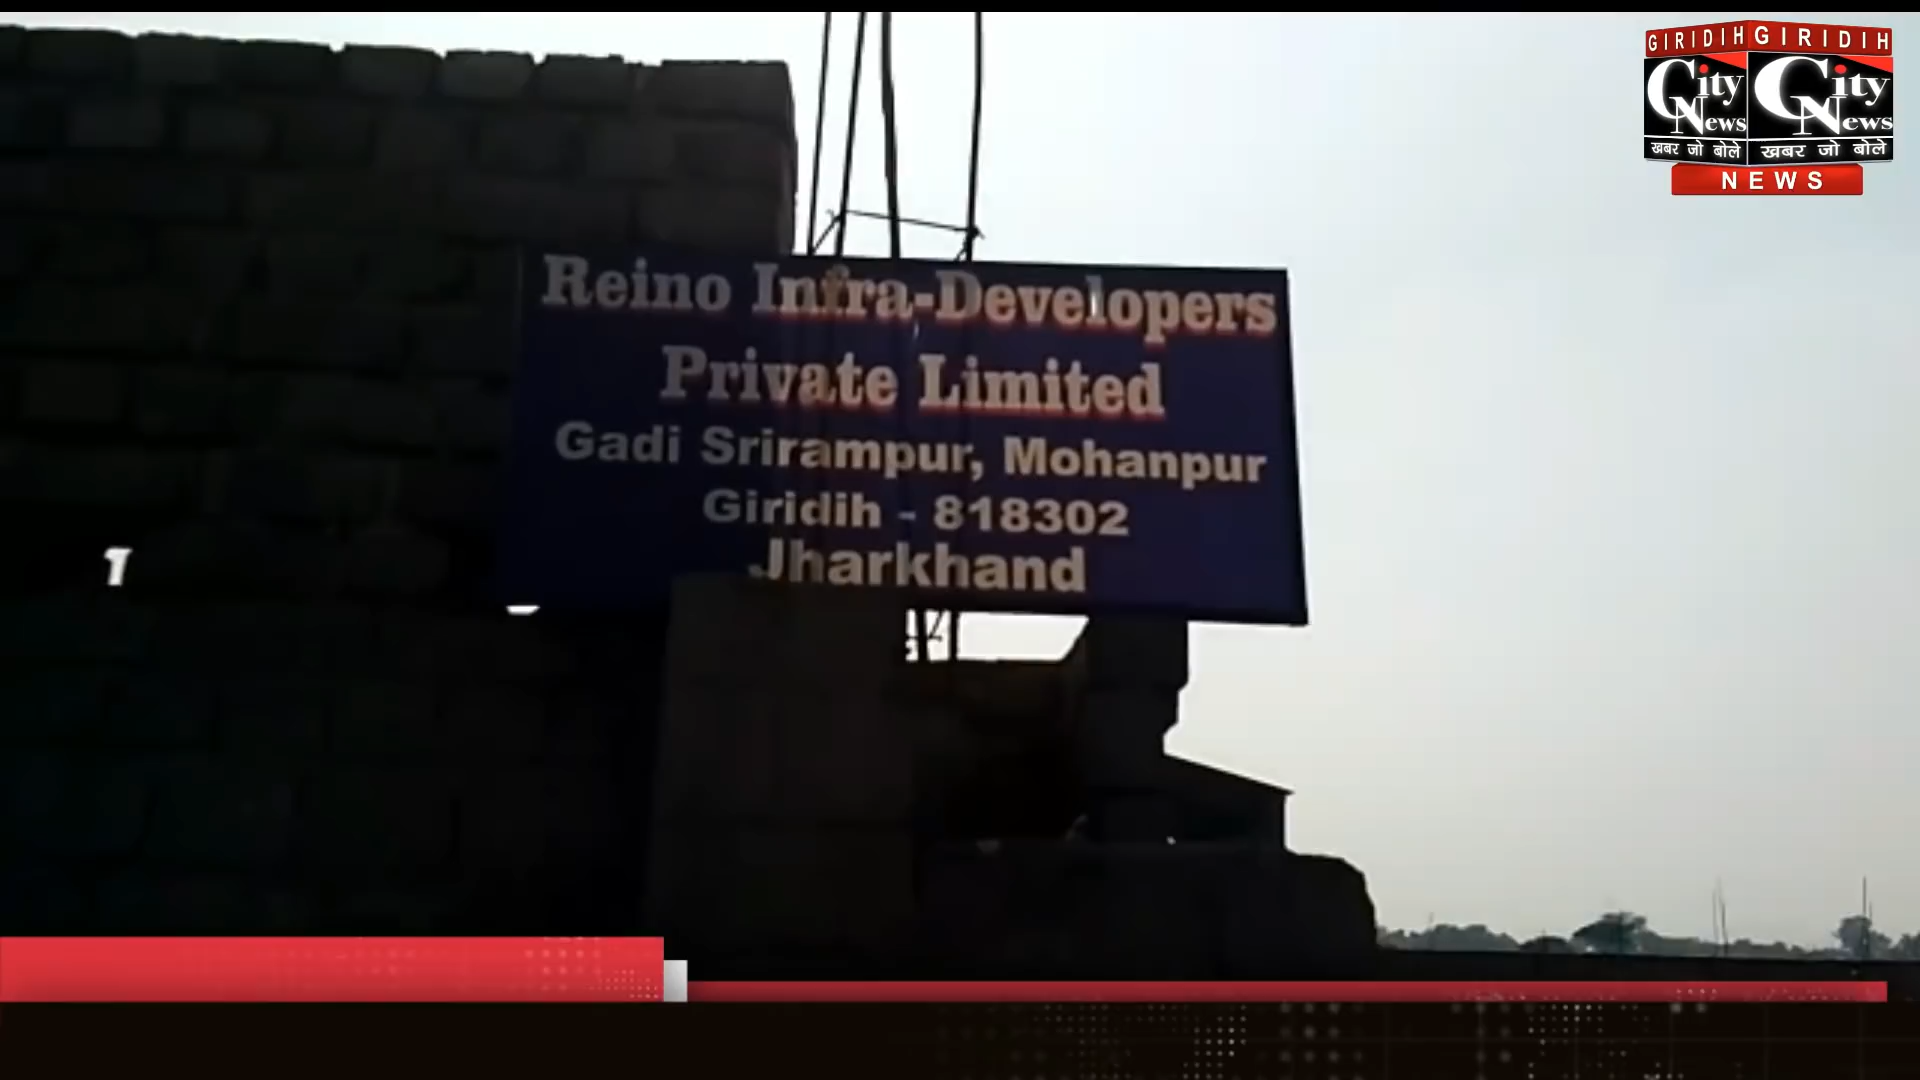 GIRIDIH GIRIDIH
City News City News
खबर जो बोले खबर जो बोले
NEWS
Reino Infra-Developers
Private Limited
Gadi Srirampur, Mohanpur
Giridih - 818302
Jharkhand